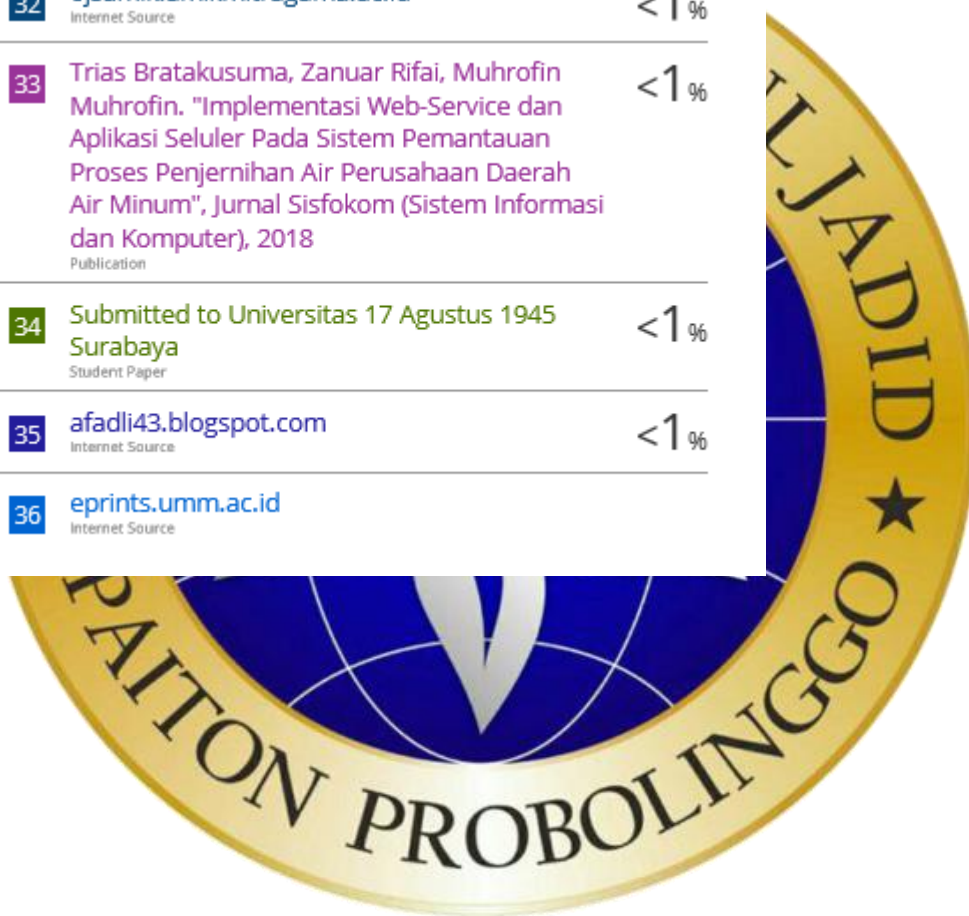 32
Internet Source
<1%
33 Trias Bratakusuma, Zanuar Rifai, Muhrofin <1%
Muhrofin. "Implementasi Web-Service dan
Aplikasi Seluler Pada Sistem Pemantauan
Proses Penjernihan Air Perusahaan Daerah
Air Minum", Jurnal Sisfokom (Sistem Informasi
dan Komputer), 2018
Publication
34 Submitted to Universitas 17 Agustus 1945 <1%
Surabaya
Student Paper
35 afadli43.blogspot.com <1%
Internet Source
36 eprints.umm.ac.id
Internet Source
LJADID ★
PAITON PROBOLINGGO